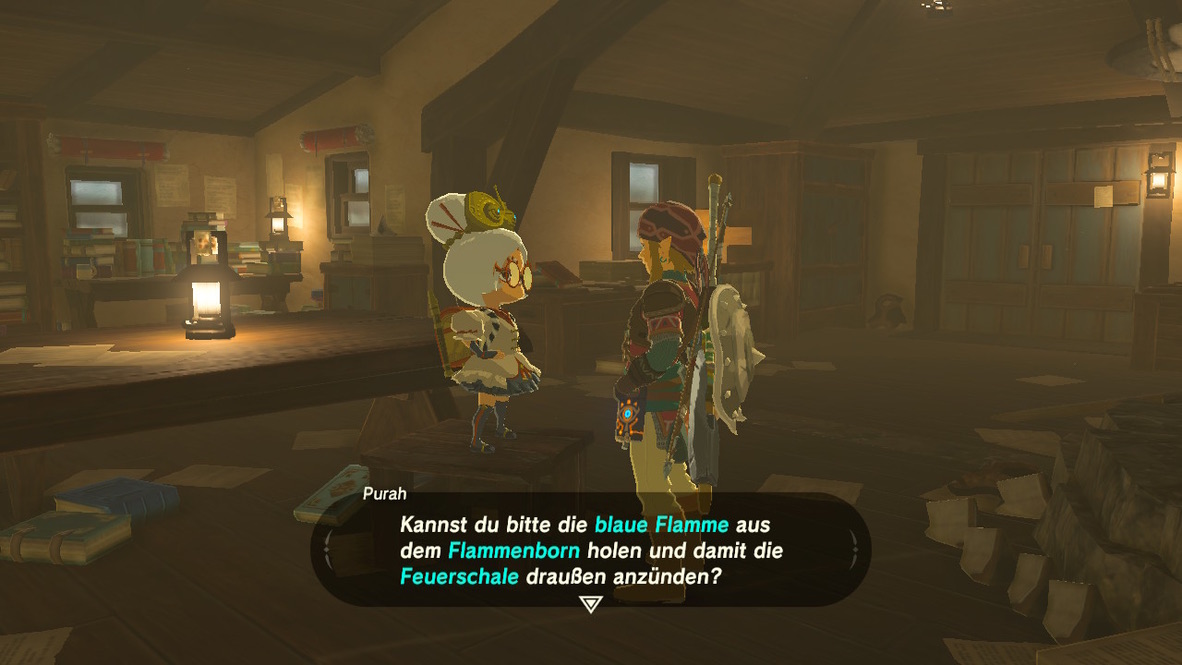 Purah
Kannst du bitte die blaue Flamme aus
dem Flammenborn holen und damit die
Feuerschale draußen anzünden?